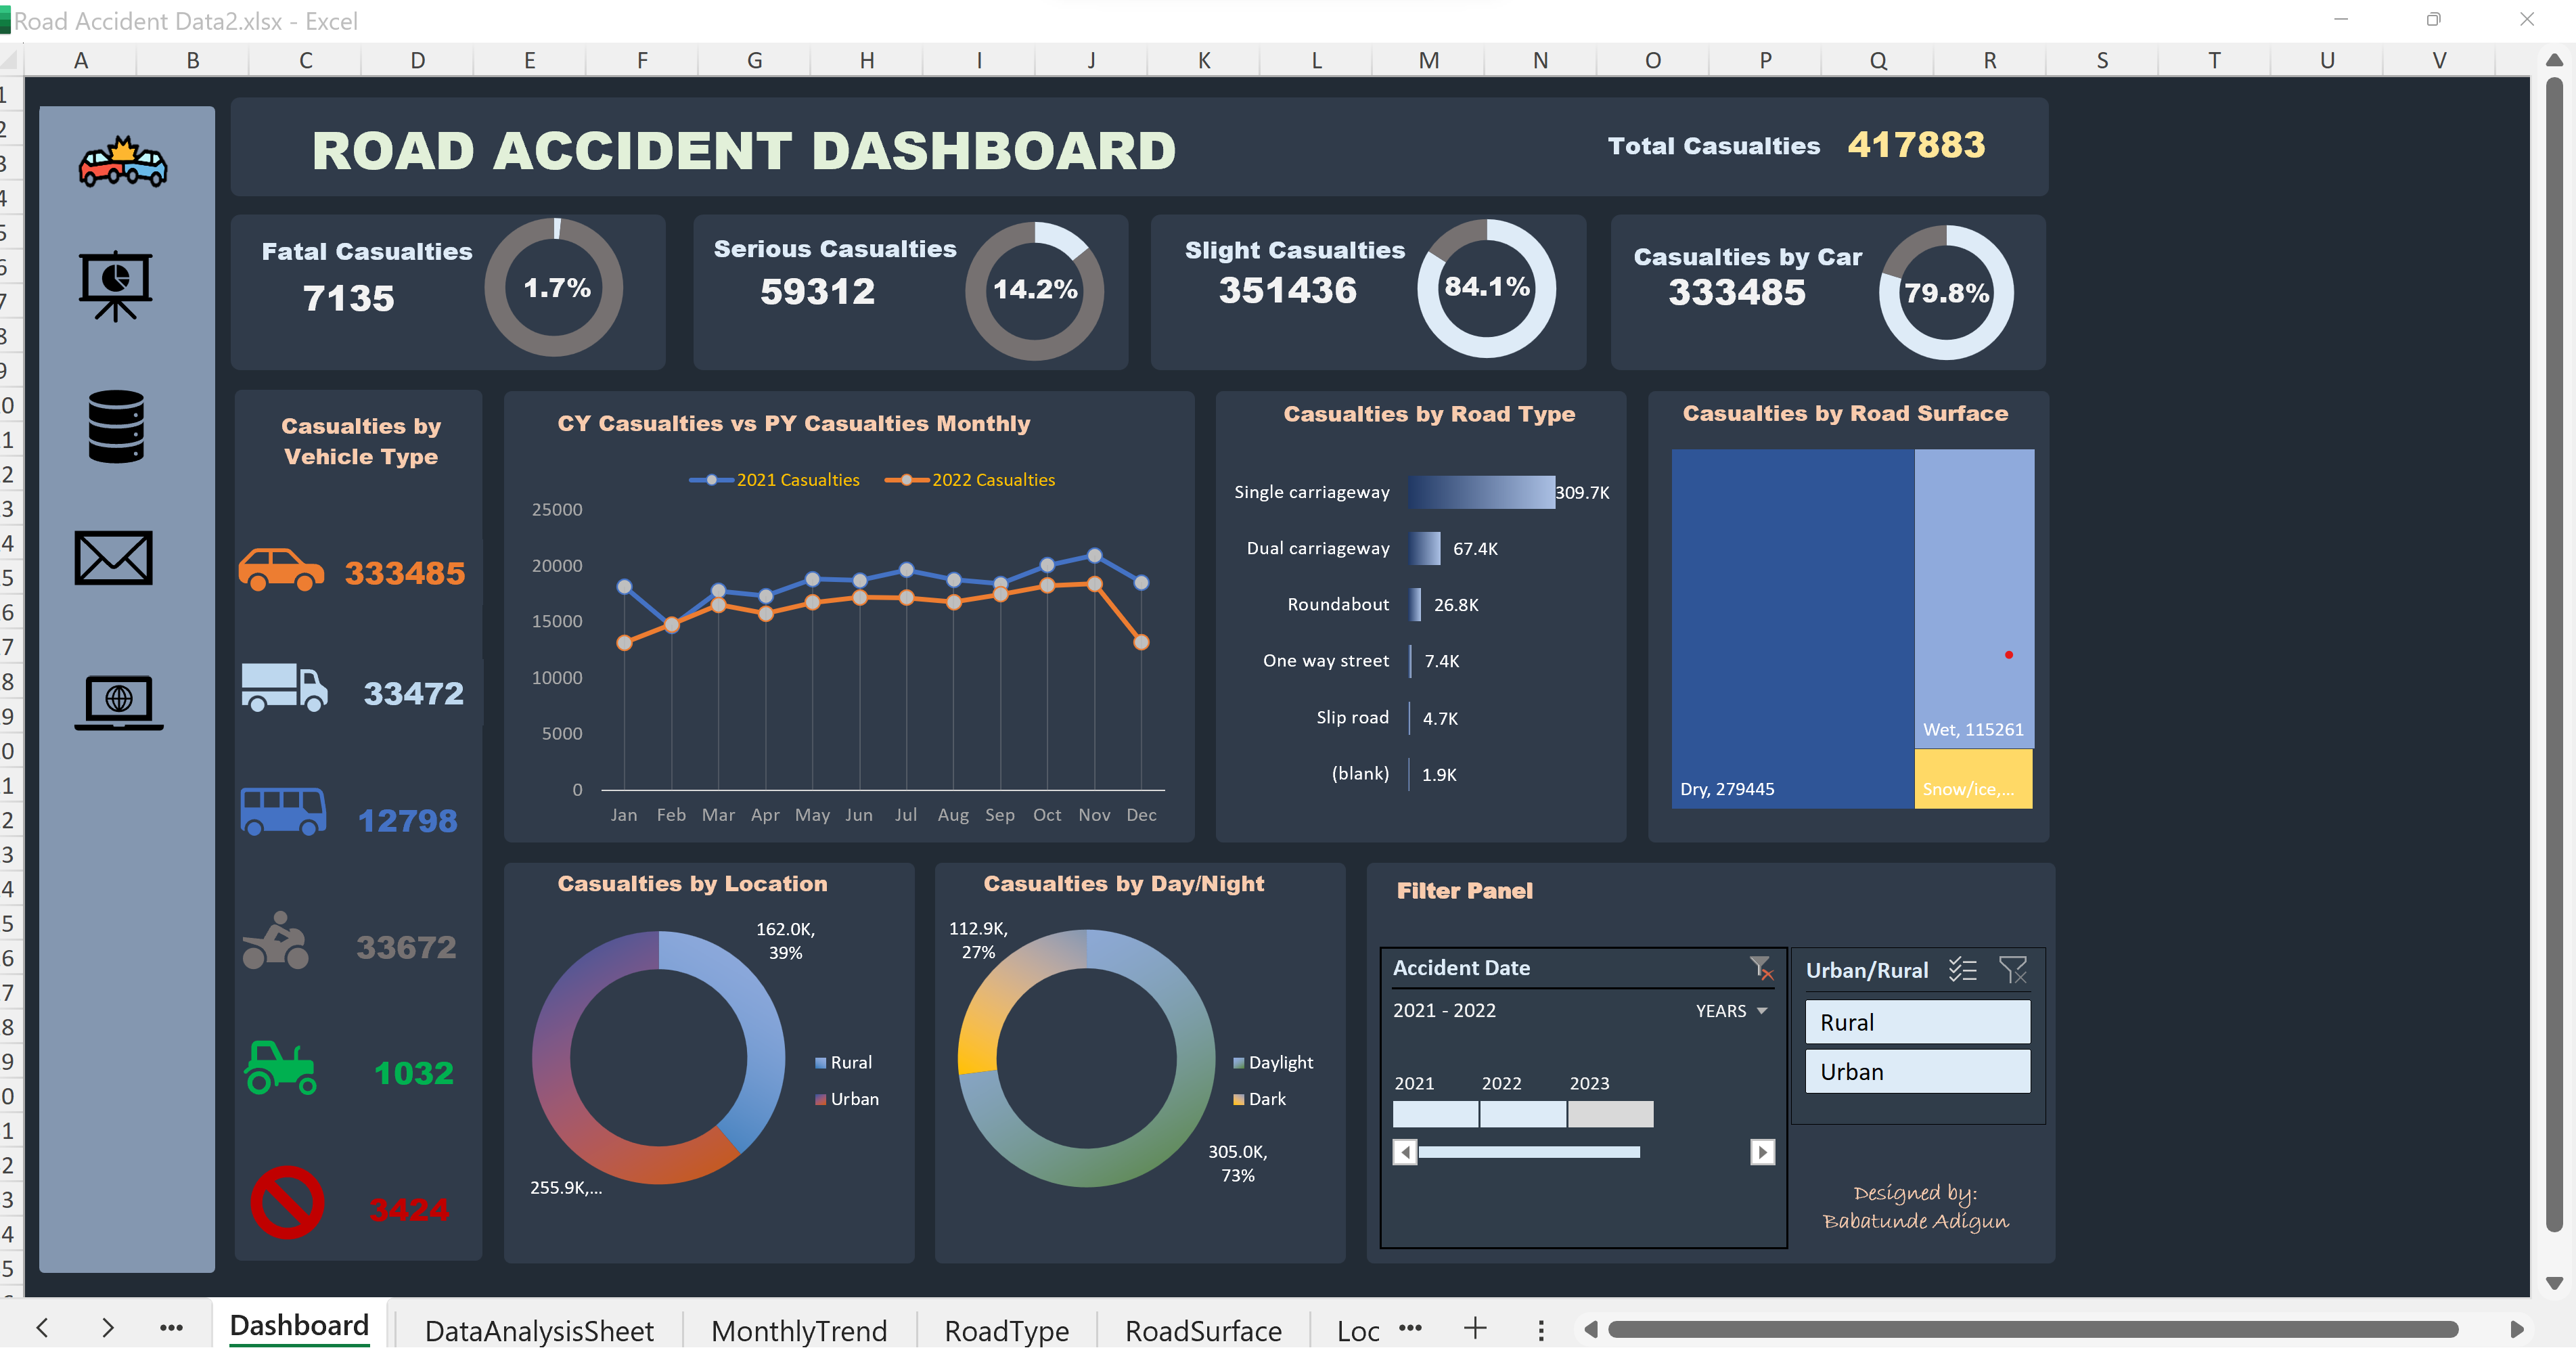 Road Accident Data2.xlsx - Excel
A B C D E F G H I J K L M N O P Q R S T U V
ROAD ACCIDENT DASHBOARD
Total Casualties 417883
Fatal Casualties
7135
1.7%
Serious Casualties
59312
14.2%
Slight Casualties
351436
84.1%
Casualties by Car
333485
79.8%
Casualties by
Vehicle Type
333485
33472
12798
33672
1032
3424
CY Casualties vs PY Casualties Monthly
2021 Casualties 2022 Casualties
25000
20000
15000
10000
5000
0
Jan Feb Mar Apr May Jun Jul Aug Sep Oct Nov Dec
Casualties by Road Type
Single carriageway 309.7K
Dual carriageway 67.4K
Roundabout 26.8K
One way street 7.4K
Slip road 4.7K
(blank) 1.9K
Casualties by Road Surface
Wet, 115261
Dry, 279445
Snow/ice,...
Casualties by Location
162.0K,
39%
Rural
Urban
255.9K,...
Casualties by Day/Night
112.9K,
27%
Daylight
Dark
305.0K,
73%
Filter Panel
Accident Date
2021 - 2022 YEARS
2021 2022 2023
Urban/Rural
Rural
Urban
Designed by:
Babatunde Adigun
Dashboard DataAnalysisSheet MonthlyTrend RoadType RoadSurface Loc